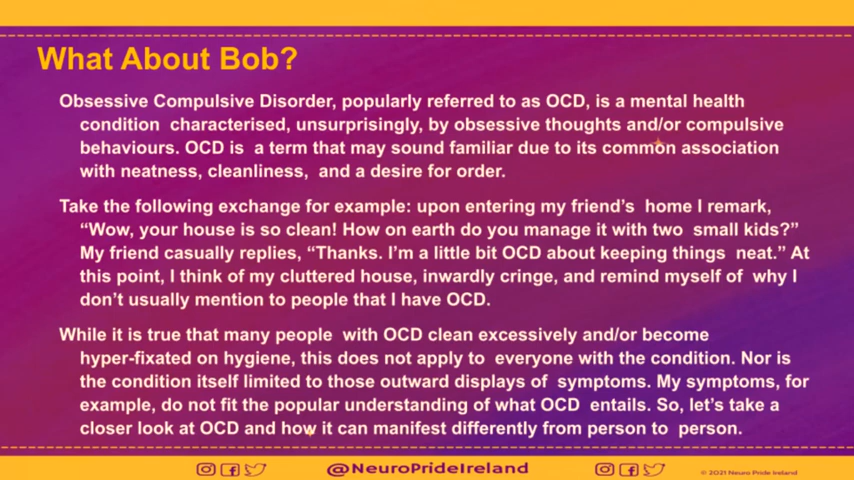 What About Bob?
Obsessive Compulsive Disorder, popularly referred to as OCD, is a mental health
condition characterised, unsurprisingly, by obsessive thoughts and/or compulsive
behaviours. OCD is a term that may sound familiar due to its common association
with neatness, cleanliness, and a desire for order.
Take the following exchange for example: upon entering my friend's home I remark,
“Wow, your house is so clean! How on earth do you manage it with two small kids?”
My friend casually replies, “Thanks. I'm a little bit OCD about keeping things neat.” At
this point, I think of my cluttered house, inwardly cringe, and remind myself of why I
don't usually mention to people that I have OCD.
While it is true that many people with OCD clean excessively and/or become
hyper-fixated on hygiene, this does not apply to everyone with the condition. Nor is
the condition itself limited to those outward displays of symptoms. My symptoms, for
example, do not fit the popular understanding of what OCD entails. So, let's take a
closer look at OCD and how it can manifest differently from person to person.
@NeuroPrideIreland
© 2021 Neuro Pride Ireland